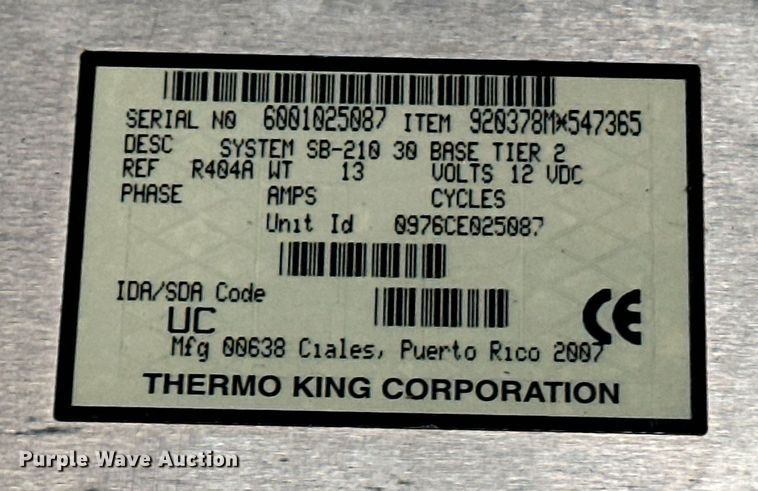 SERIAL NO 6001025087 ITEM 920378M*547365
DESC SYSTEM SB-210 30 BASE TIER 2
REF R404A WT 13 VOLTS 12 VDC
PHASE AMPS CYCLES
Unit Id 0976CE025087
IDA/SDA Code
UC
CE
Mfg 00638 Ciales, Puerto Rico 2007
THERMO KING CORPORATION
Purple Wave Auction